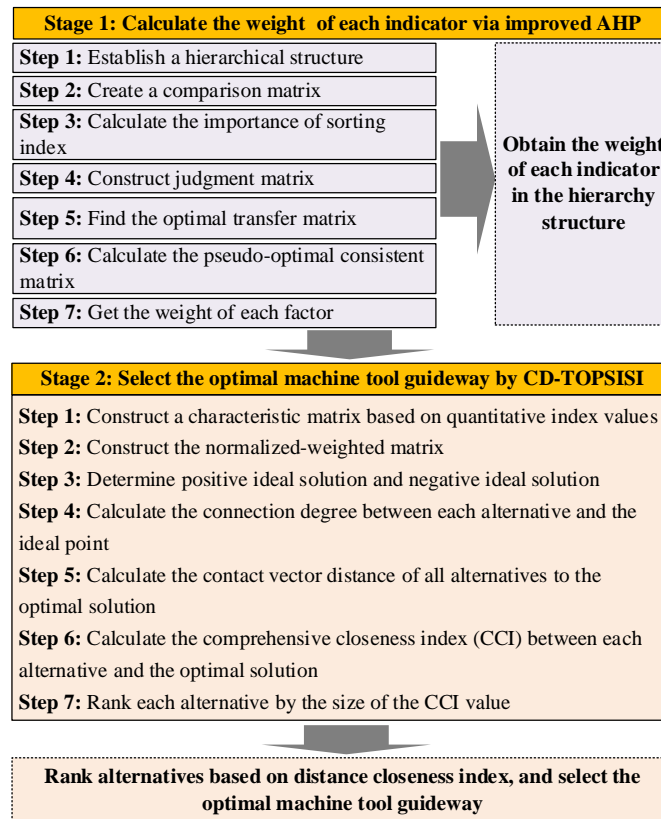 Stage 1: Calculate the weight of each indicator via improved AHP
Step 1: Establish a hierarchical structure
Step 2: Create a comparison matrix
Step 3: Calculate the importance of sorting
index
Step 4: Construct judgment matrix
Step 5: Find the optimal transfer matrix
Step 6: Calculate the pseudo-optimal consistent
matrix
Step 7: Get the weight of each factor
Obtain the weight
of each indicator
in the hierarchy
structure
Stage 2: Select the optimal machine tool guideway by CD-TOPSISI
Step 1: Construct a characteristic matrix based on quantitative index values
Step 2: Construct the normalized-weighted matrix
Step 3: Determine positive ideal solution and negative ideal solution
Step 4: Calculate the connection degree between each alternative and the
ideal point
Step 5: Calculate the contact vector distance of all alternatives to the
optimal solution
Step 6: Calculate the comprehensive closeness index (CCI) between each
alternative and the optimal solution
Step 7: Rank each alternative by the size of the CCI value
Rank alternatives based on distance closeness index, and select the
optimal machine tool guideway